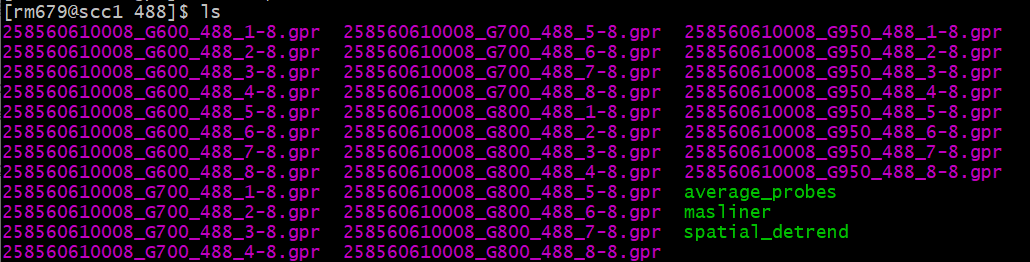 [rm679@scc1 488]$ ls
258560610008_G600_488_1-8.gpr 258560610008_G700_488_5-8.gpr 258560610008_G950_488_1-8.gpr
258560610008_G600_488_2-8.gpr 258560610008_G700_488_6-8.gpr 258560610008_G950_488_2-8.gpr
258560610008_G600_488_3-8.gpr 258560610008_G700_488_7-8.gpr 258560610008_G950_488_3-8.gpr
258560610008_G600_488_4-8.gpr 258560610008_G700_488_8-8.gpr 258560610008_G950_488_4-8.gpr
258560610008_G600_488_5-8.gpr 258560610008_G800_488_1-8.gpr 258560610008_G950_488_5-8.gpr
258560610008_G600_488_6-8.gpr 258560610008_G800_488_2-8.gpr 258560610008_G950_488_6-8.gpr
258560610008_G600_488_7-8.gpr 258560610008_G800_488_3-8.gpr 258560610008_G950_488_7-8.gpr
258560610008_G600_488_8-8.gpr 258560610008_G800_488_4-8.gpr 258560610008_G950_488_8-8.gpr
258560610008_G700_488_1-8.gpr 258560610008_G800_488_5-8.gpr average_probes
258560610008_G700_488_2-8.gpr 258560610008_G800_488_6-8.gpr masliner
258560610008_G700_488_3-8.gpr 258560610008_G800_488_7-8.gpr spatial_detrend
258560610008_G700_488_4-8.gpr 258560610008_G800_488_8-8.gpr